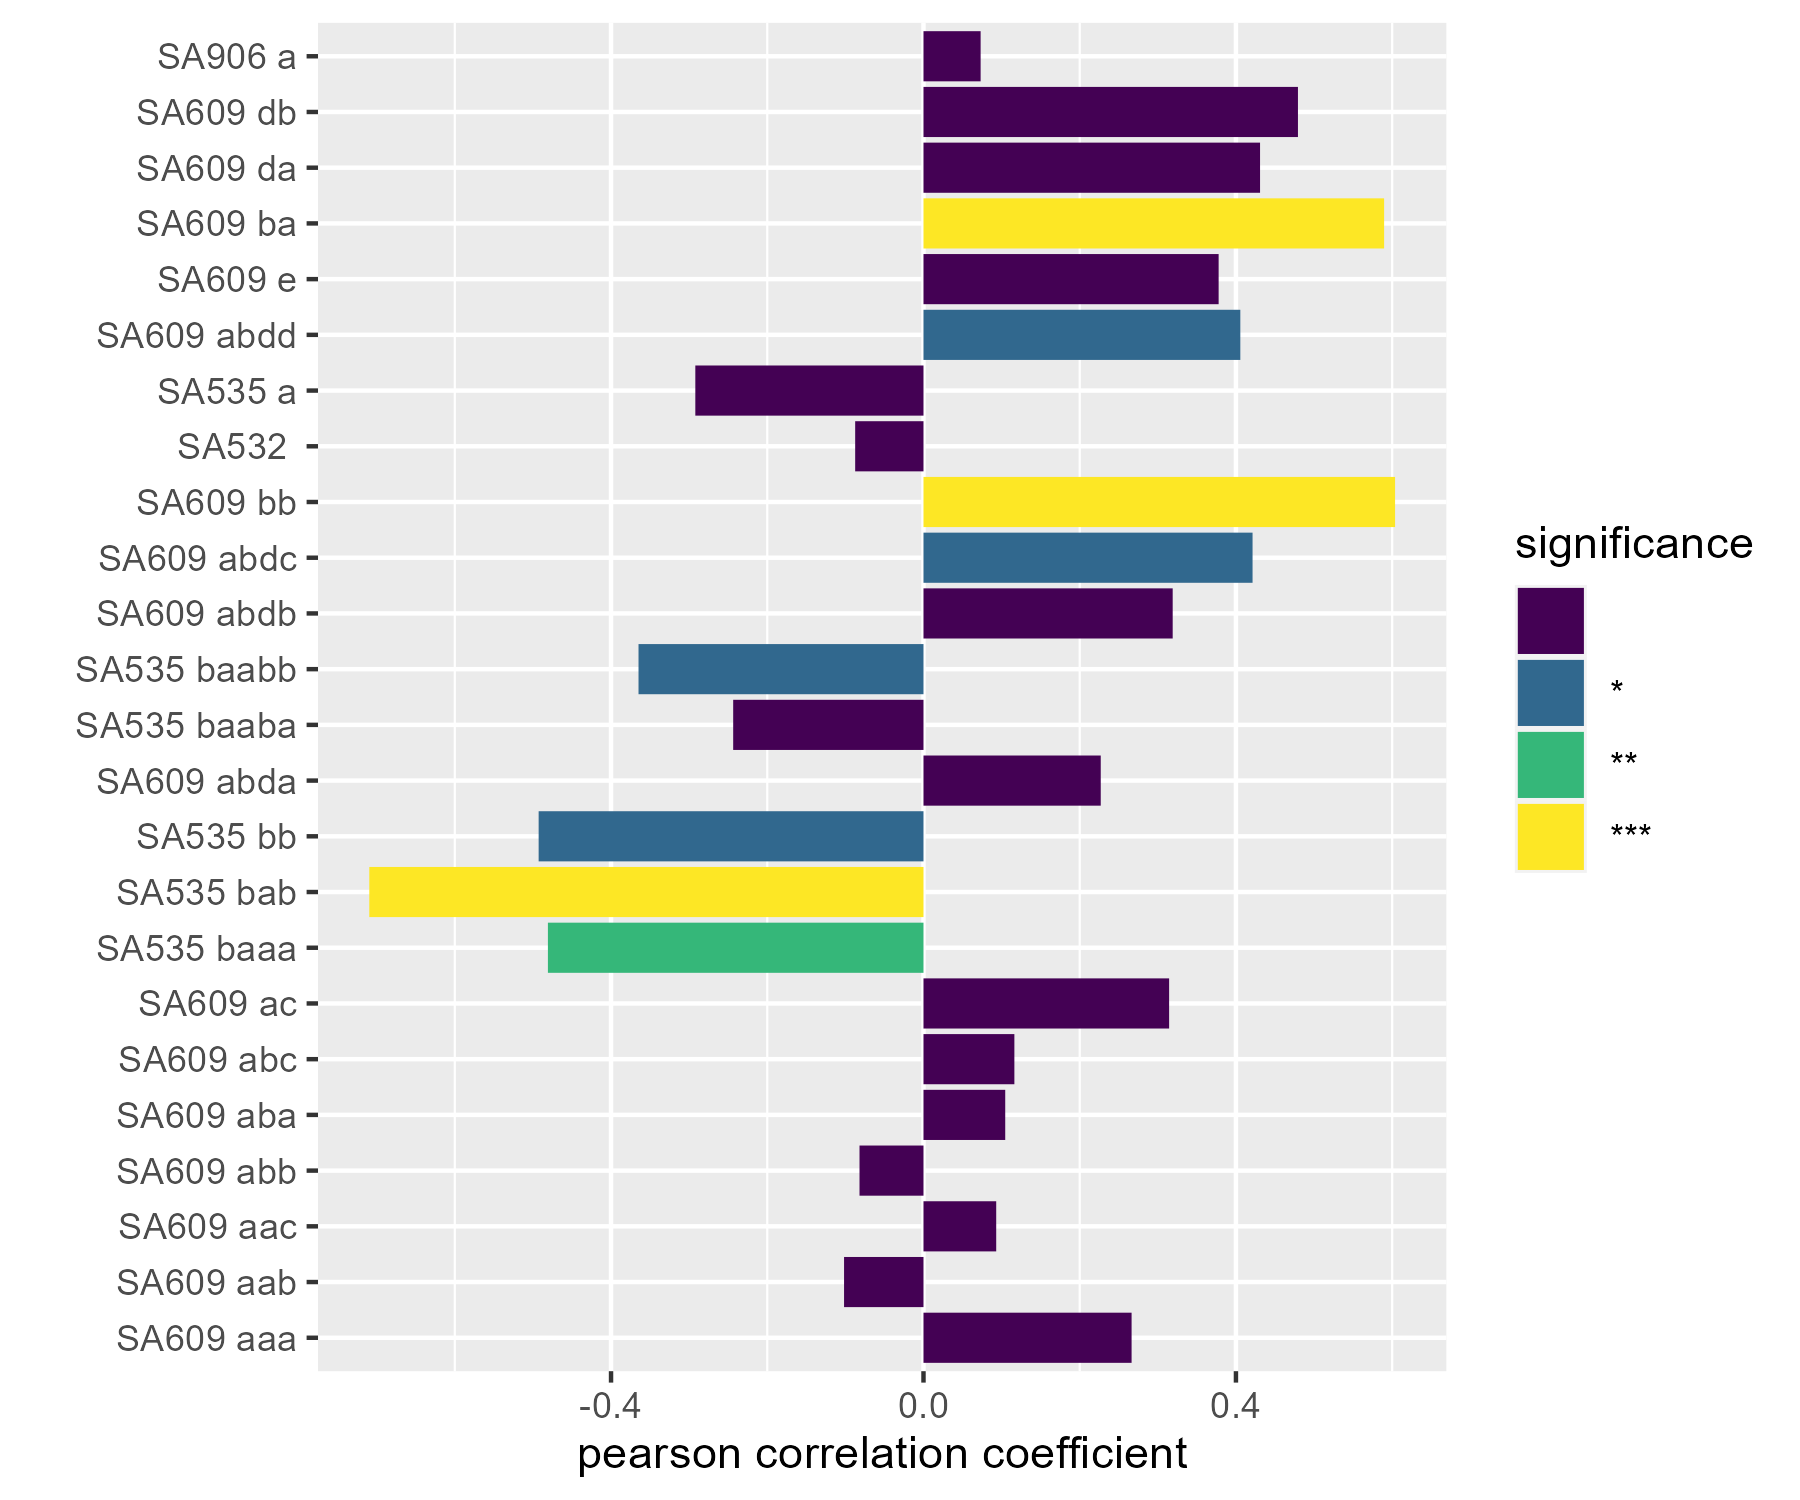 SA906 a
SA609 db
SA609 da
SA609 ba
SA609 e
SA609 abdd
SA535 a
SA532
SA609 bb
SA609 abdc
SA609 abdb
SA535 baabb
SA535 baaba
SA609 abda
SA535 bb
SA535 bab
SA535 baaa
SA609 ac
SA609 abc
SA609 aba
SA609 abb
SA609 aac
SA609 aab
SA609 aaa
-0.4 0.0 0.4
pearson correlation coefficient
significance
*
**
***